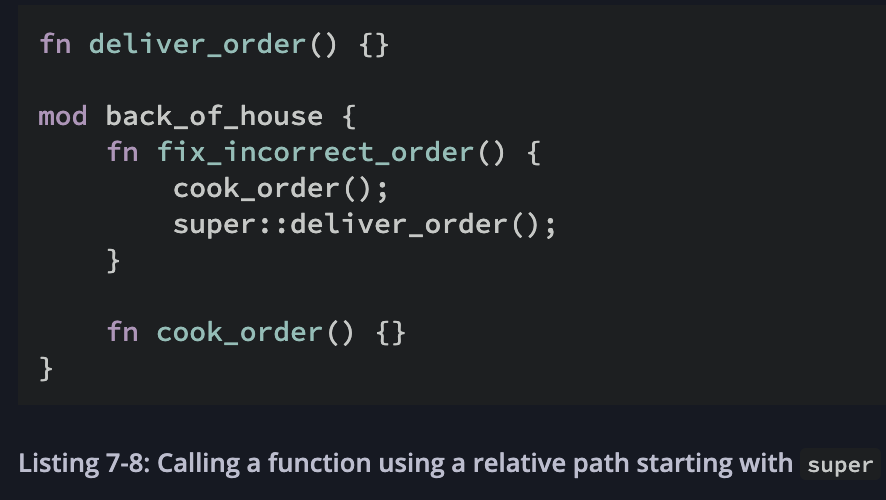 fn deliver_order() {}
mod back_of_house {
    fn fix_incorrect_order() {
        cook_order();
        super::deliver_order();
    }
    fn cook_order() {}
}
Listing 7-8: Calling a function using a relative path starting with super